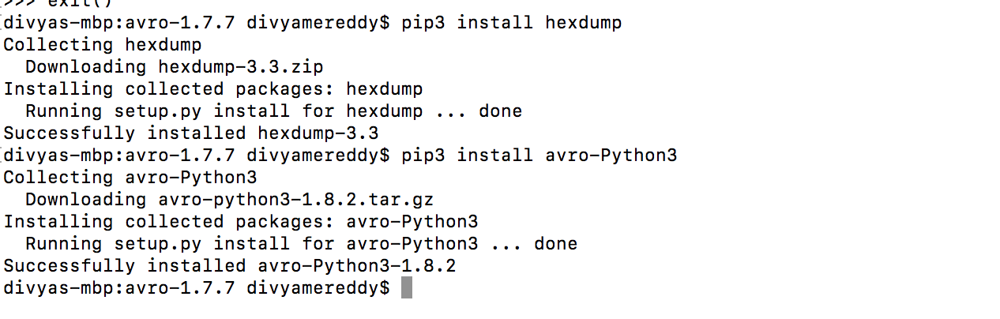 >>> exit()
divyas-mbp:avro-1.7.7 divyamereddy$ pip3 install hexdump
Collecting hexdump
  Downloading hexdump-3.3.zip
Installing collected packages: hexdump
  Running setup.py install for hexdump ... done
Successfully installed hexdump-3.3
divyas-mbp:avro-1.7.7 divyamereddy$ pip3 install avro-Python3
Collecting avro-Python3
  Downloading avro-python3-1.8.2.tar.gz
Installing collected packages: avro-Python3
  Running setup.py install for avro-Python3 ... done
Successfully installed avro-Python3-1.8.2
divyas-mbp:avro-1.7.7 divyamereddy$